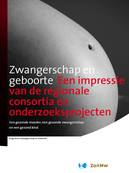 Zwangerschap en
geboorte Een impressie
van de regionale
consortia en
onderzoeksprojecten
Een gezonde moeder, een gezonde zwangerschap
en een gezond kind
ZonMw